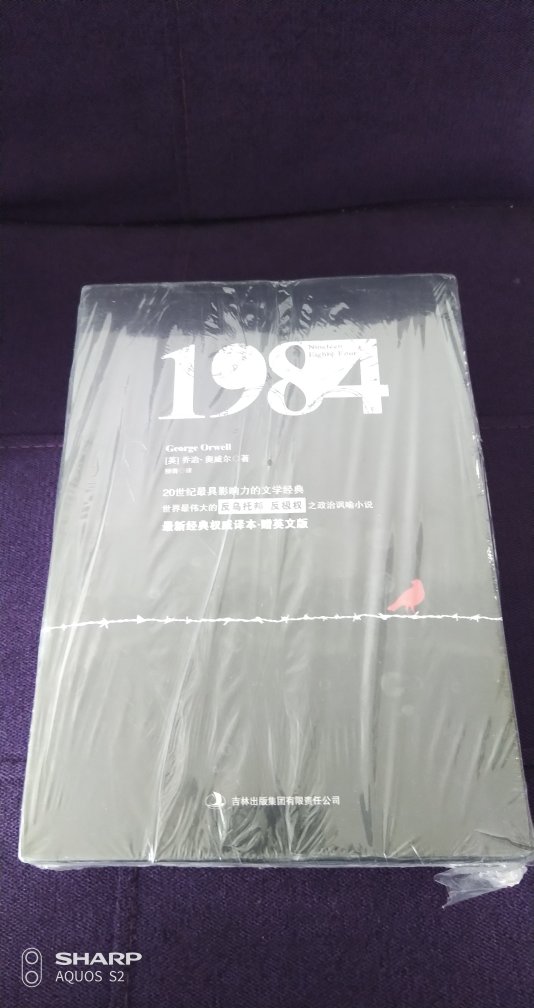 1984
Nineteen
Eighty Four
George Orwell
[英] 乔治·奥威尔 著
译
20世纪最具影响力的文学经典
世界最伟大的 反乌托邦 反极权 之政治讽喻小说
最新经典权威译本·赠英文版
吉林出版集团有限责任公司
SHARP
AQUOS S2